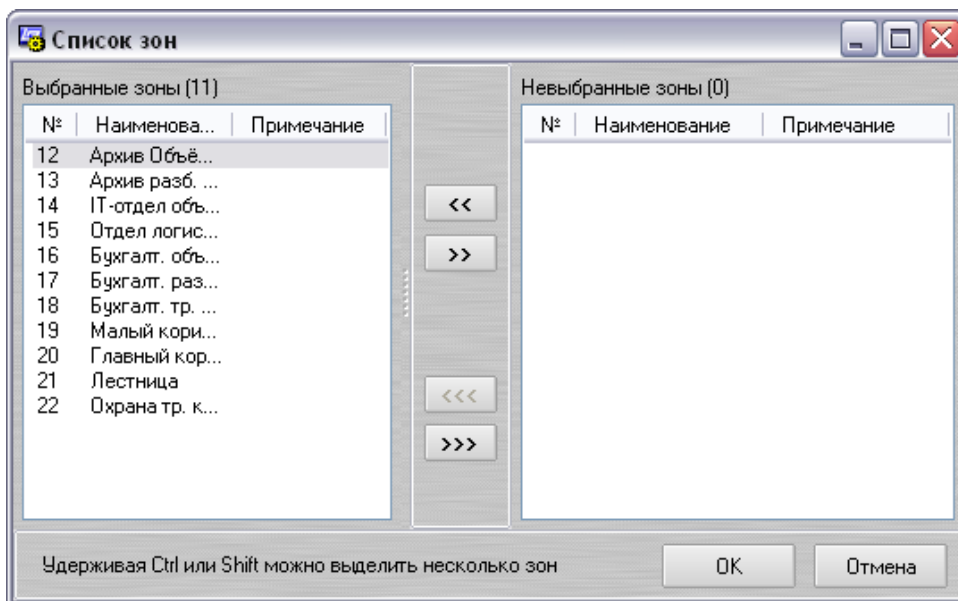 Список зон
Выбранные зоны (11)
№ Наименова... Примечание
12 Архив Объё...
13 Архив разб. ...
14 IT-отдел объ...
15 Отдел логис...
16 Бухгалт. объ...
17 Бухгалт. раз...
18 Бухгалт. тр. ...
19 Малый кори...
20 Главный кор...
21 Лестница
22 Охрана тр. к...
<<
>>
<<<
>>>
Невыбранные зоны (0)
№ Наименование Примечание
Удерживая Ctrl или Shift можно выделить несколько зон
OK
Отмена